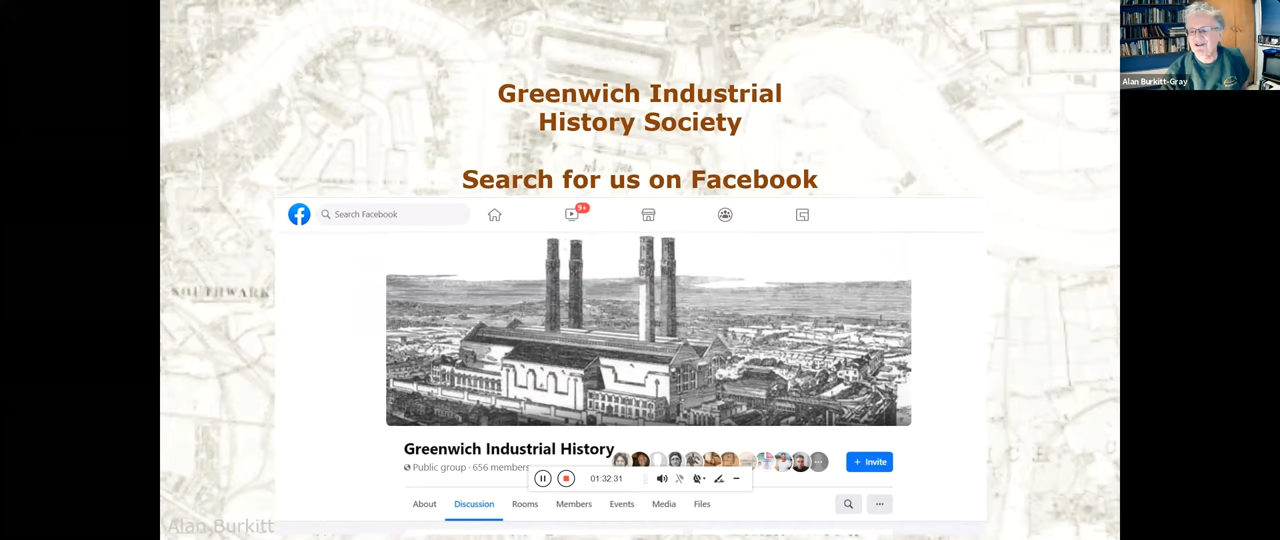 Greenwich Industrial
History Society
Search for us on Facebook
Alan Burkitt-Gray
Search Facebook
9+
SOUTHWARK
Greenwich Industrial History
Public group · 656 members
+ Invite
01:32:31
About Discussion Rooms Members Events Media Files
Alan Burkitt